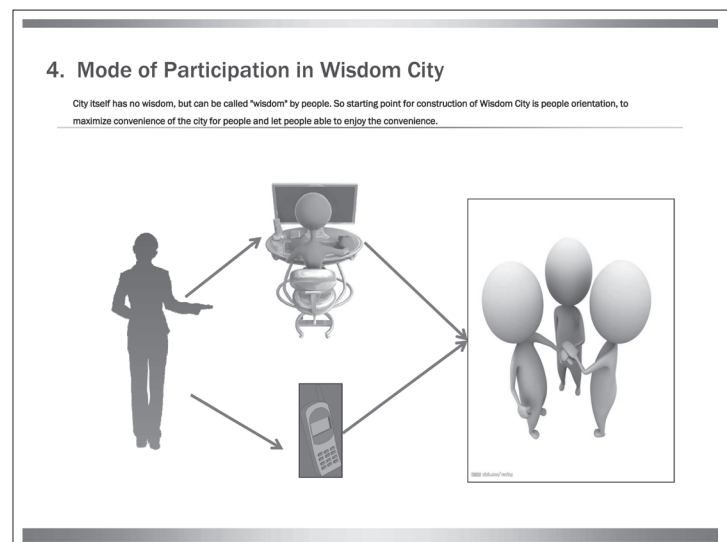 4. Mode of Participation in Wisdom City
City itself has no wisdom, but can be called "wisdom" by people. So starting point for construction of Wisdom City is people orientation, to
maximize convenience of the city for people and let people able to enjoy the convenience.